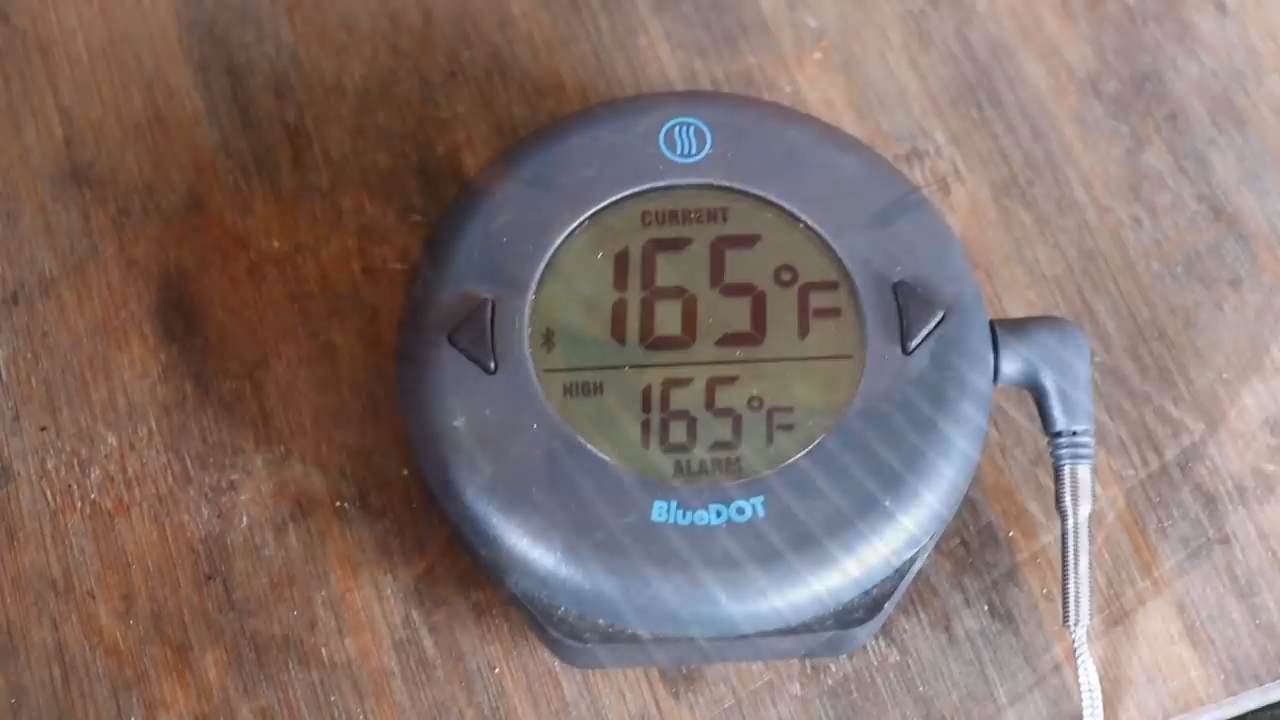 CURRENT
165°F
HIGH
165°F
ALARM
BlueDOT